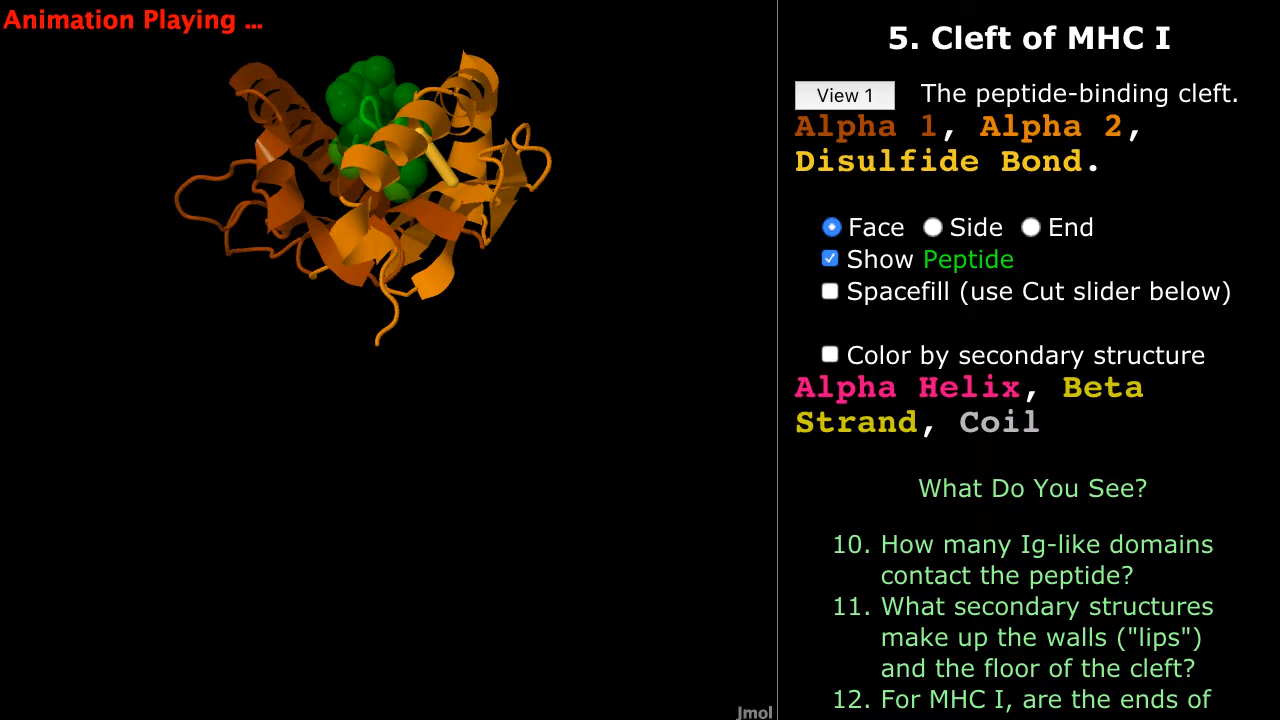 Animation Playing ...
5. Cleft of MHC I
View 1 The peptide-binding cleft.
Alpha 1, Alpha 2,
Disulfide Bond.
Face Side End
Show Peptide
Spacefill (use Cut slider below)
Color by secondary structure
Alpha Helix, Beta
Strand, Coil
What Do You See?
10. How many Ig-like domains
contact the peptide?
11. What secondary structures
make up the walls ("lips")
and the floor of the cleft?
12. For MHC I, are the ends of
Jmol